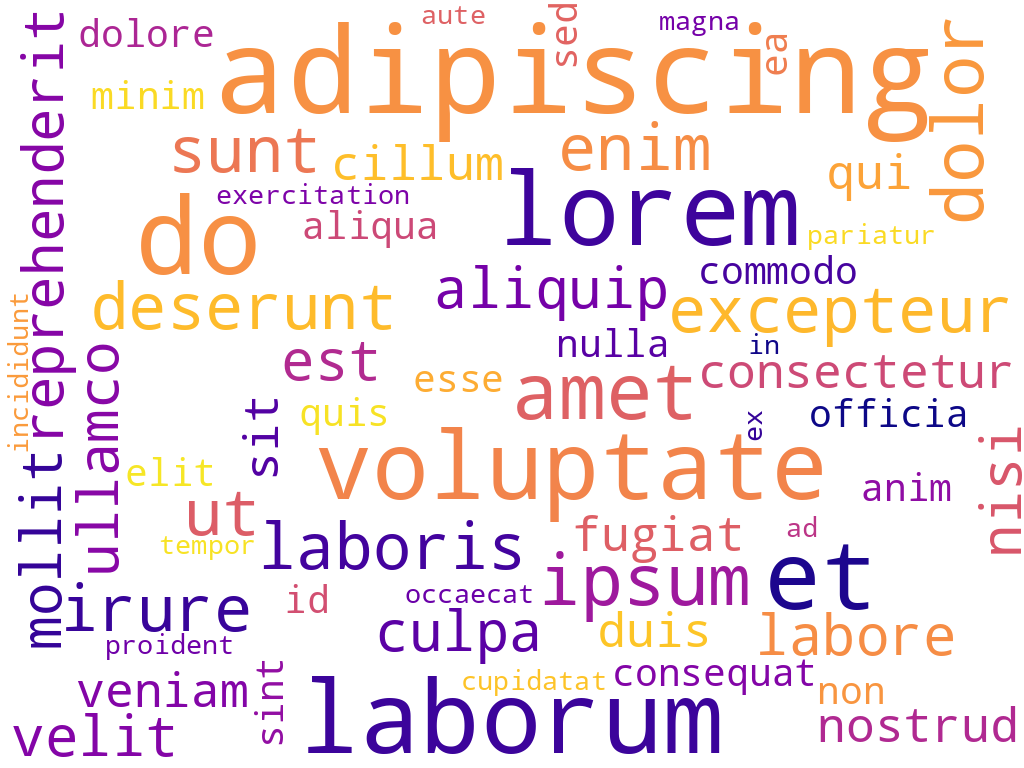 aute
sed
magna
dolore
adipiscing
ea
dolor
reprehenderit
minim
sunt
cillum
enim
qui
exercitation
lorem
do
aliqua
pariatur
commodo
aliquip
deserunt
excepteur
incididunt
nulla
in
est
consectetur
esse
amet
ullamco
sit
quis
ex
officia
voluptate
nisi
mollit
elit
anim
ut
fugiat
ad
tempor
laboris
ipsum
et
irure
id
occaecat
culpa
duis
labore
proident
sint
veniam
cupidatat
consequat
non
laborum
velit
nostrud